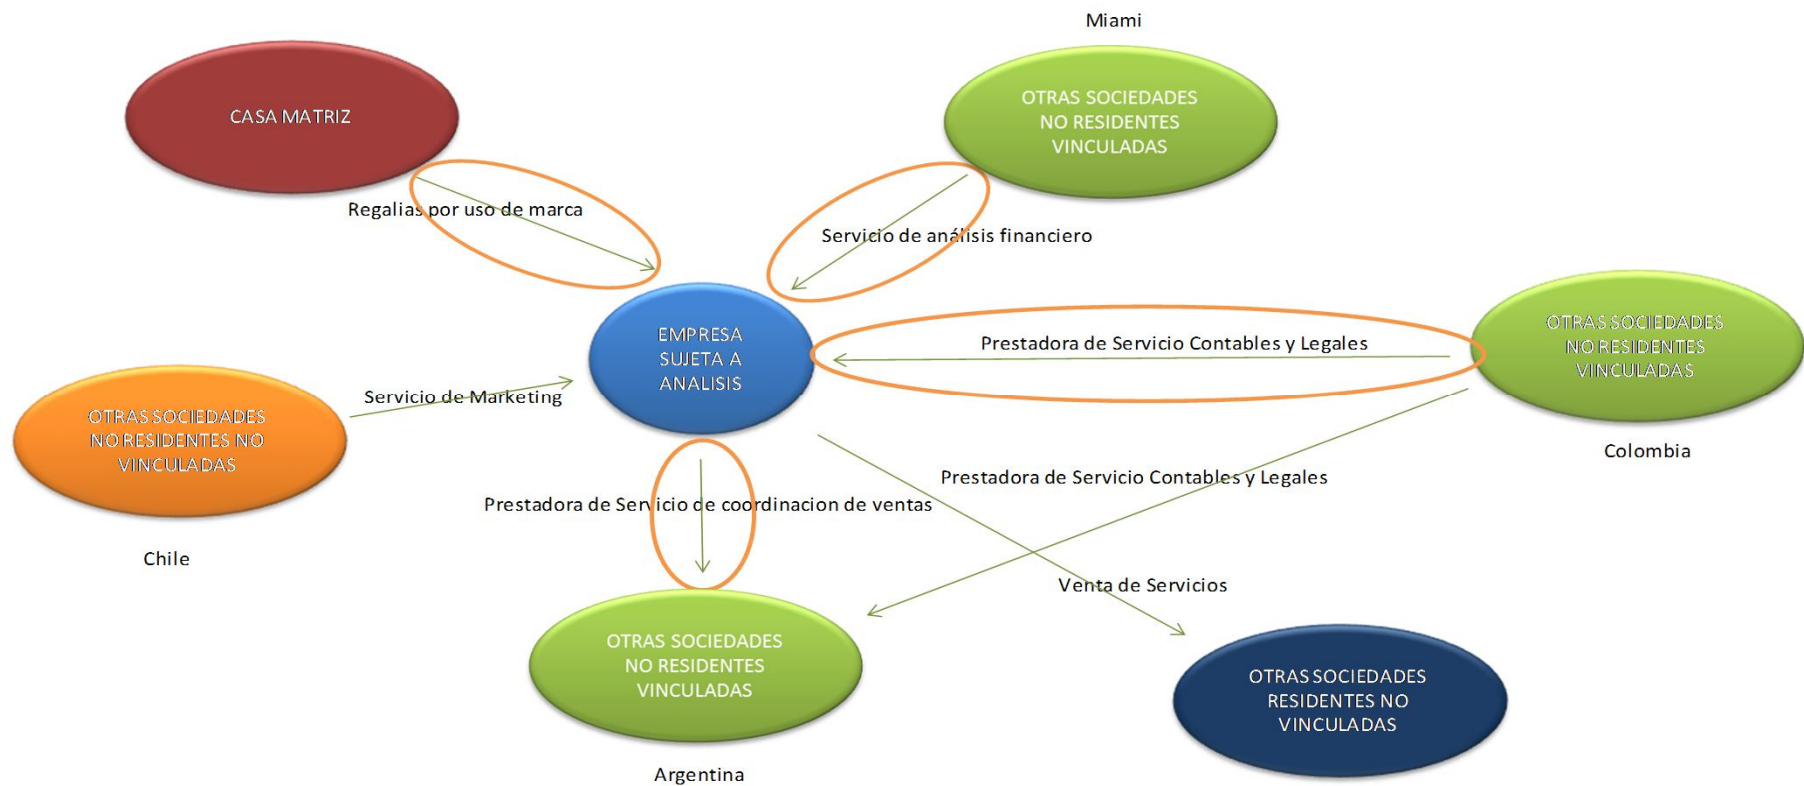 Miami
CASA MATRIZ
OTRAS SOCIEDADES
NO RESIDENTES
VINCULADAS
Regalias por uso de marca
Servicio de análisis financiero
EMPRESA
SUJETA A
ANALISIS
Prestadora de Servicio Contables y Legales
OTRAS SOCIEDADES
NO RESIDENTES
VINCULADAS
Colombia
Servicio de Marketing
OTRAS SOCIEDADES
NO RESIDENTES NO
VINCULADAS
Chile
Prestadora de Servicio Contables y Legales
Prestadora de Servicio de coordinacion de ventas
Venta de Servicios
OTRAS SOCIEDADES
NO RESIDENTES
VINCULADAS
Argentina
OTRAS SOCIEDADES
RESIDENTES NO
VINCULADAS